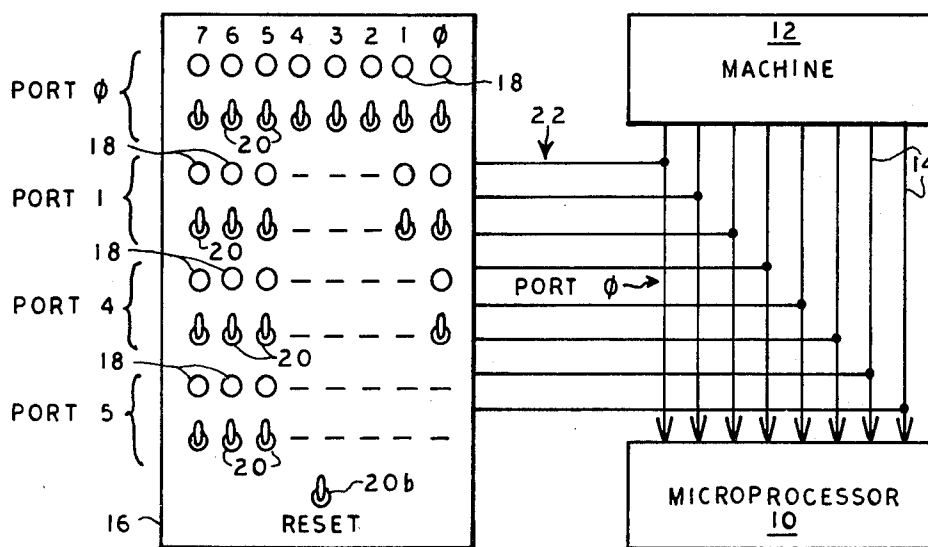 7 6 5 4 3 2 1 ϕ
12
MACHINE
PORT ϕ
18
20
22
14
18
PORT 1
20
18
PORT ϕ
PORT 4
20
18
PORT 5
20
20b
16
RESET
MICROPROCESSOR
10